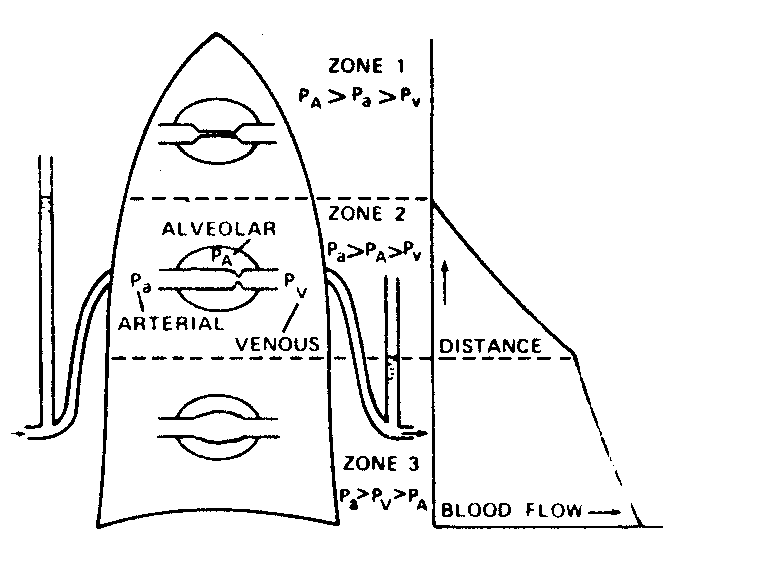 ZONE 1
PA > Pa > Pv
ZONE 2
Pa>PA>Pv
ALVEOLAR
PA
Pa
PV
ARTERIAL
VENOUS
DISTANCE
ZONE 3
Pa>PV>PA
BLOOD FLOW